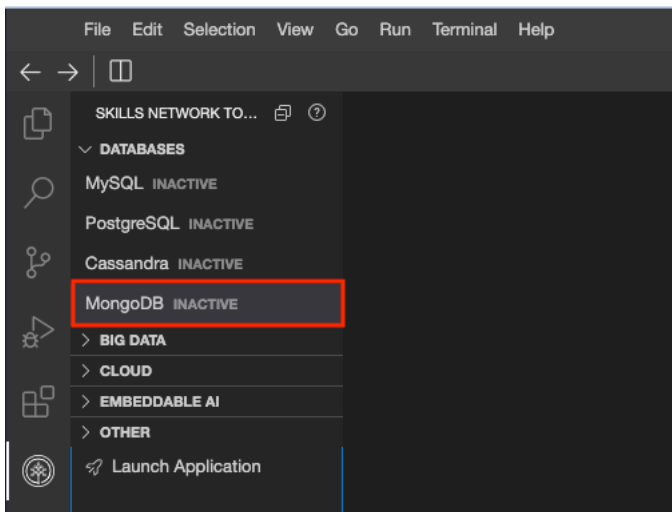 File Edit Selection View Go Run Terminal Help
SKILLS NETWORK TO...
DATABASES
MySQL INACTIVE
PostgreSQL INACTIVE
Cassandra INACTIVE
MongoDB INACTIVE
BIG DATA
CLOUD
EMBEDDABLE AI
OTHER
Launch Application